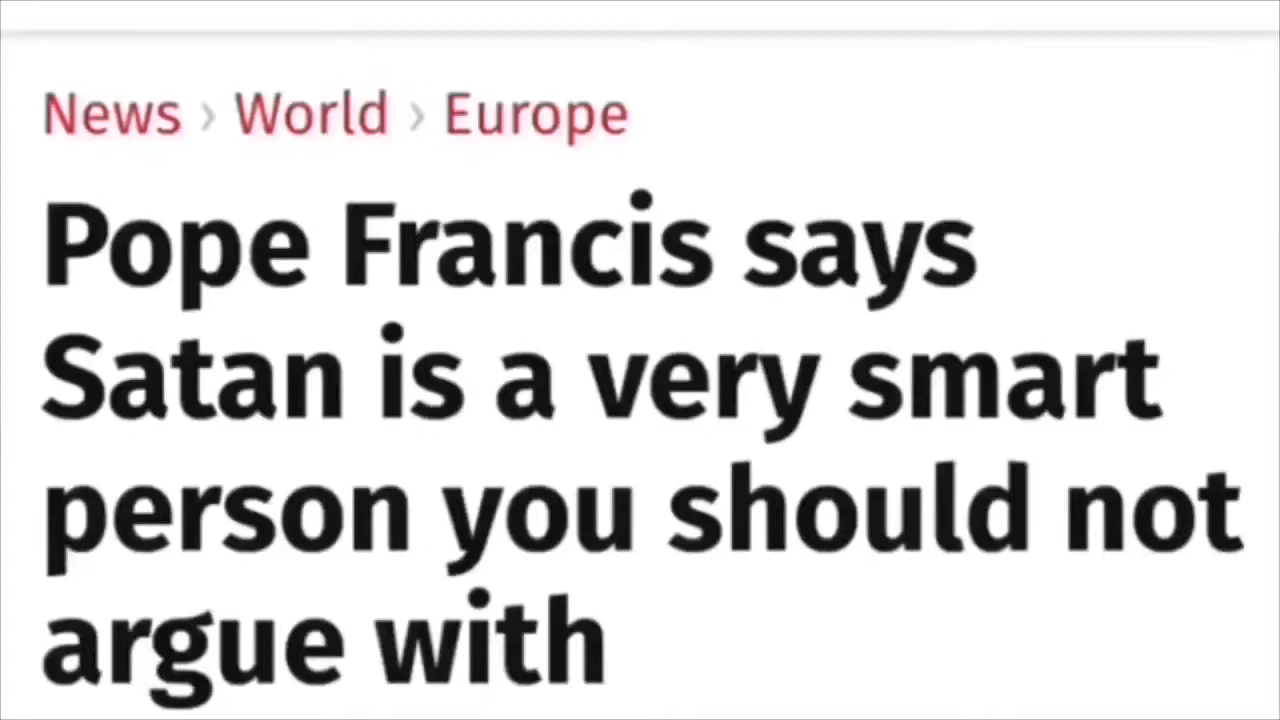 News › World › Europe
Pope Francis says
Satan is a very smart
person you should not
argue with